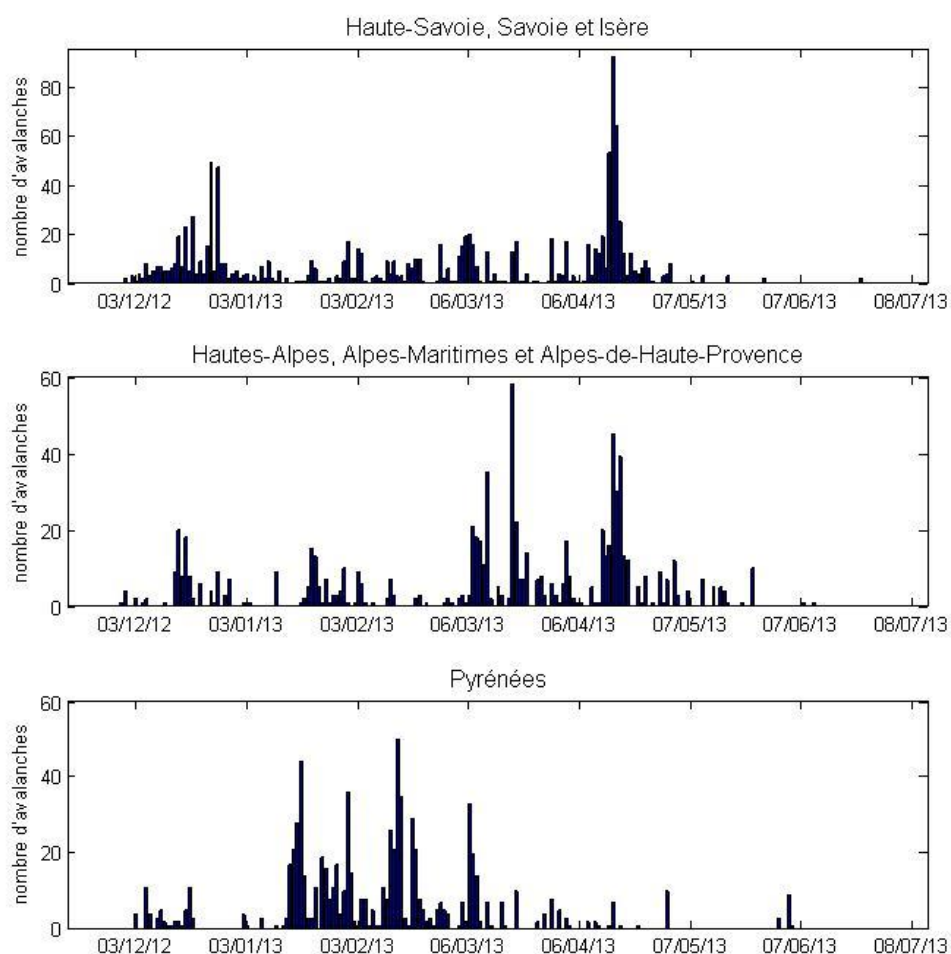 Haute-Savoie, Savoie et Isère
nombre d'avalanches
80
60
40
20
0
03/12/12 03/01/13 03/02/13 06/03/13 06/04/13 07/05/13 07/06/13 08/07/13
Hautes-Alpes, Alpes-Maritimes et Alpes-de-Haute-Provence
nombre d'avalanches
60
40
20
0
03/12/12 03/01/13 03/02/13 06/03/13 06/04/13 07/05/13 07/06/13 08/07/13
Pyrénées
nombre d'avalanches
60
40
20
0
03/12/12 03/01/13 03/02/13 06/03/13 06/04/13 07/05/13 07/06/13 08/07/13